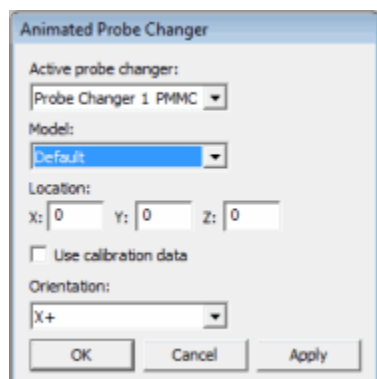 Animated Probe Changer
Active probe changer:
Probe Changer 1 PMMC
Model:
Default
Location:
X: 0 Y: 0 Z: 0
Use calibration data
Orientation:
X+
OK Cancel Apply